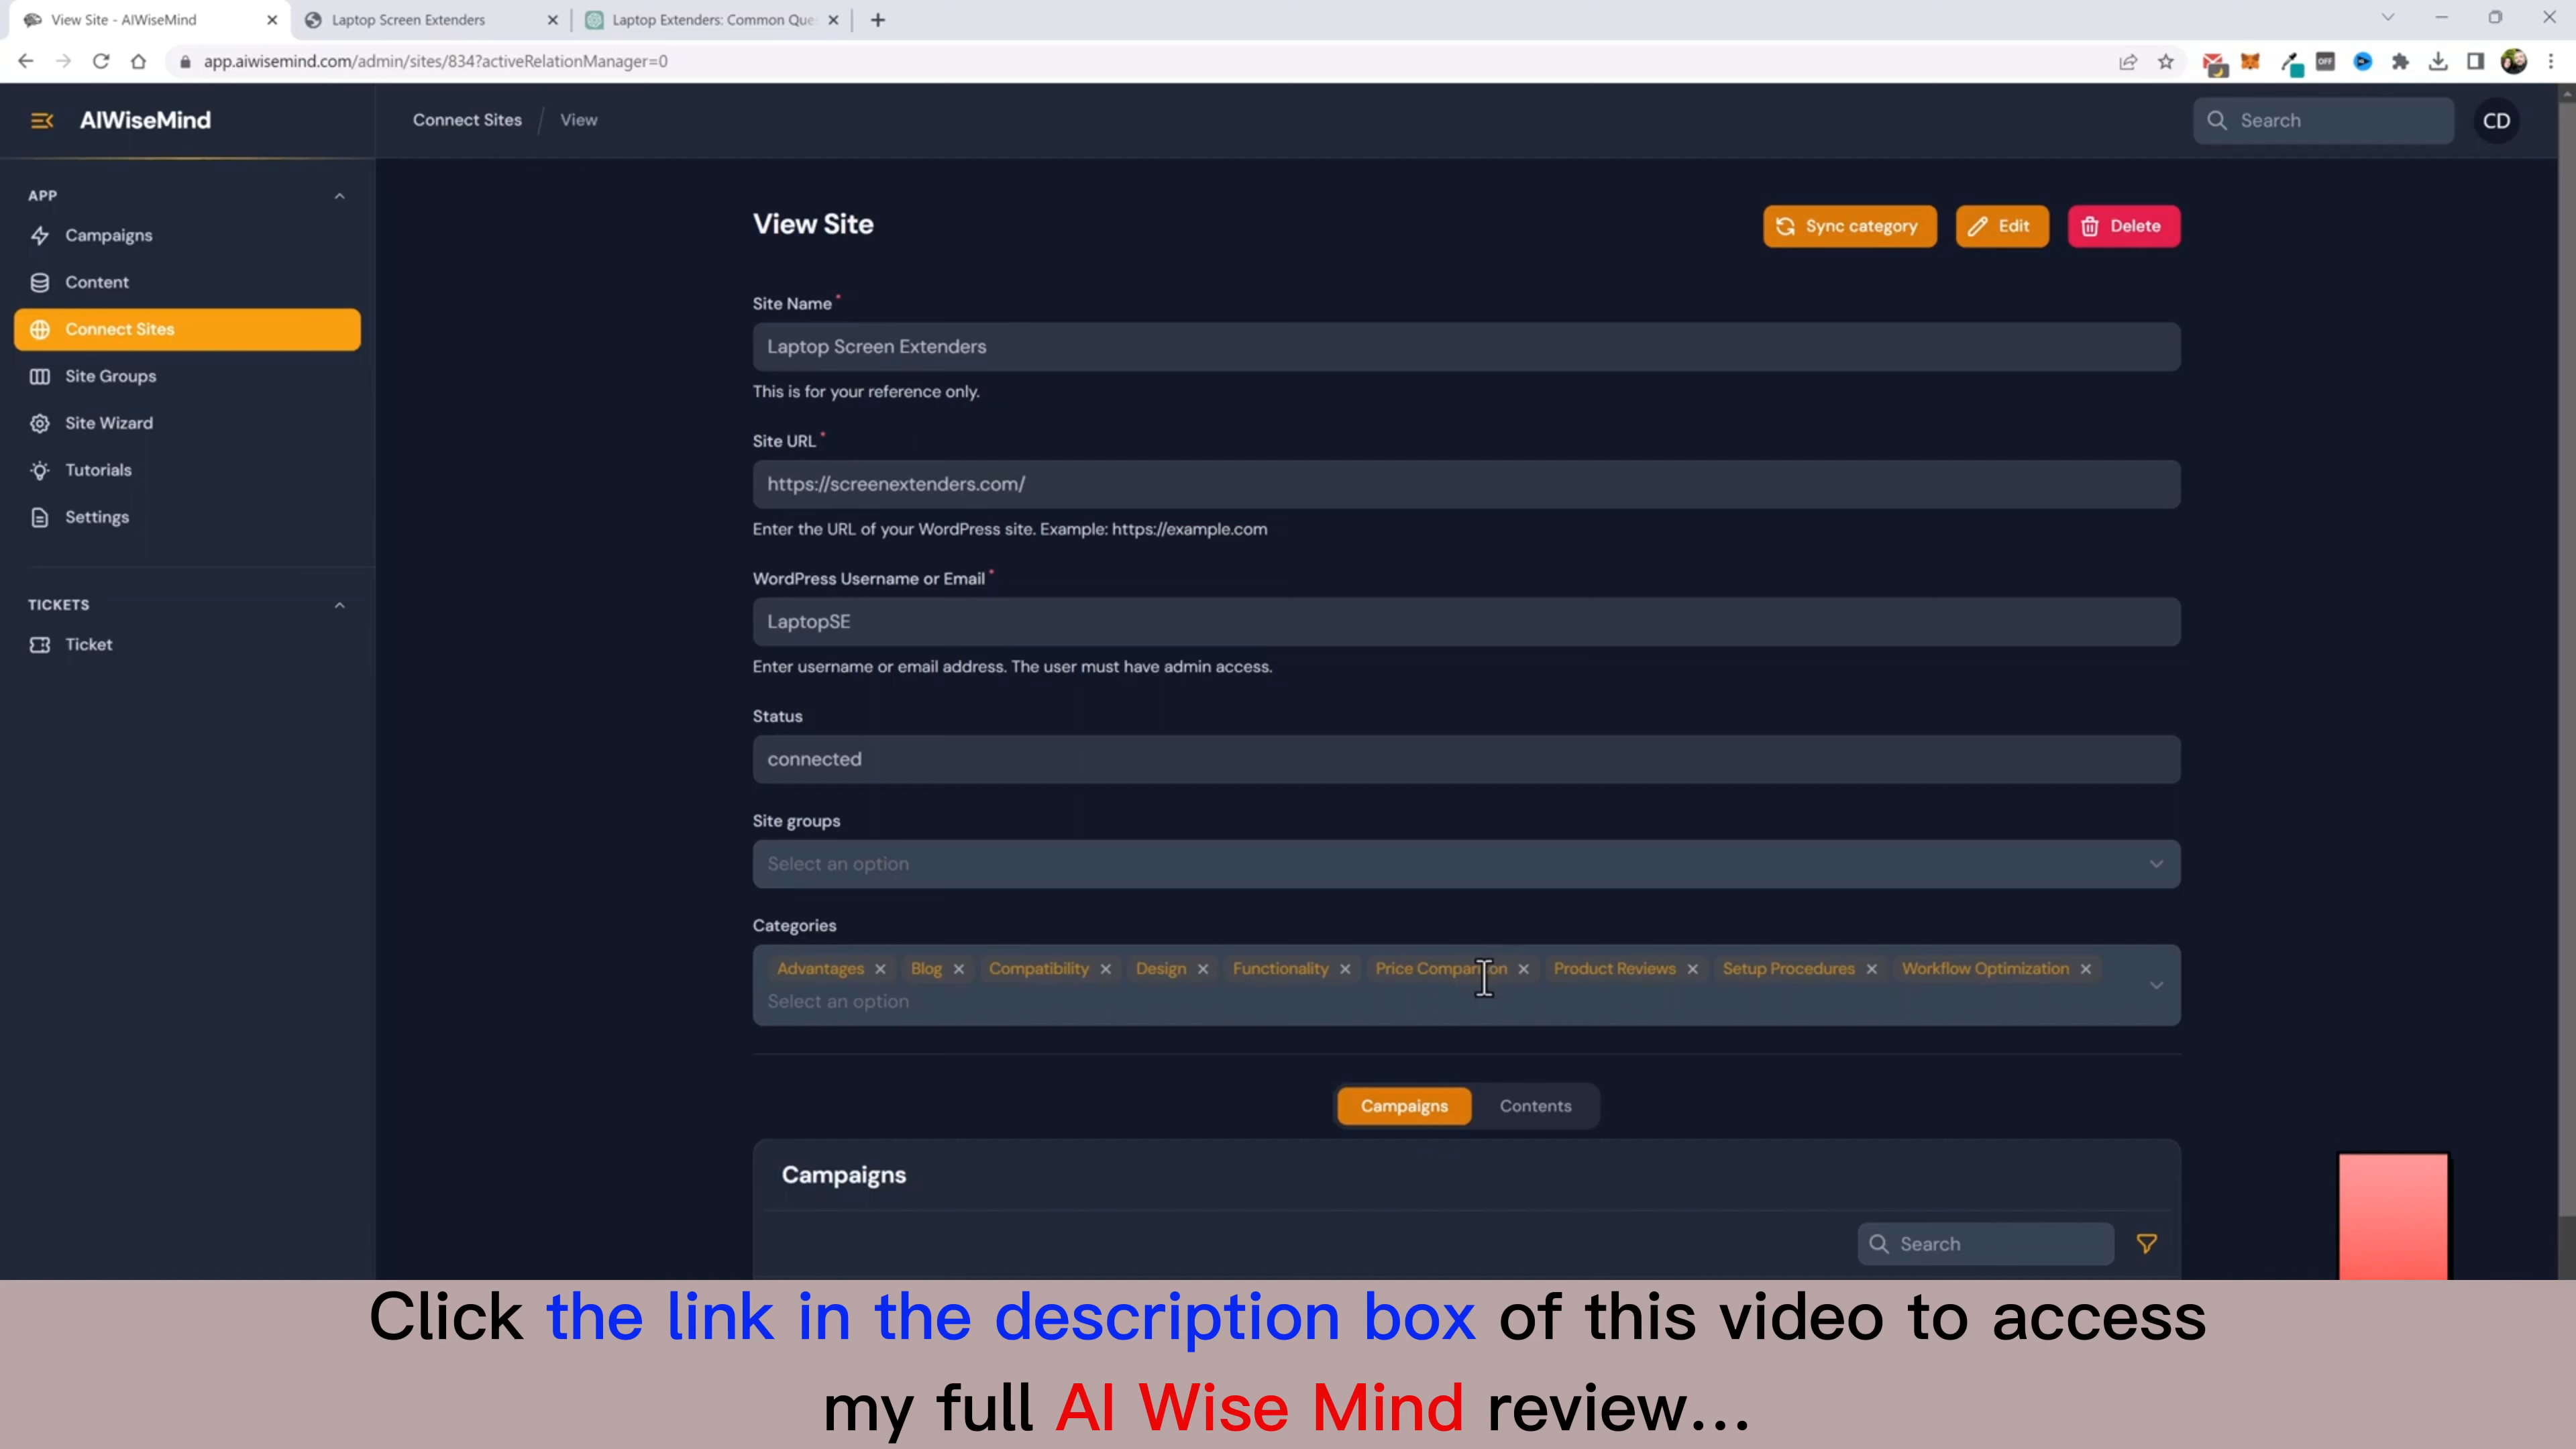 View Site - AIWiseMind
Laptop Screen Extenders
Laptop Extenders: Common Que
app.aiwisemind.com/admin/sites/834?activeRelationManager=0
OFF
AIWiseMind
Connect Sites / View
Search
CD
APP
Campaigns
Content
Connect Sites
Site Groups
Site Wizard
Tutorials
Settings
TICKETS
Ticket
View Site
Sync category
Edit
Delete
Site Name *
Laptop Screen Extenders
This is for your reference only.
Site URL *
https://screenextenders.com/
Enter the URL of your WordPress site. Example: https://example.com
WordPress Username or Email *
LaptopSE
Enter username or email address. The user must have admin access.
Status
connected
Site groups
Select an option
Categories
Advantages Blog Compatibility Design Functionality Price Comparison Product Reviews Setup Procedures Workflow Optimization
Select an option
Campaigns Contents
Campaigns
Search
Click the link in the description box of this video to access
my full AI Wise Mind review...